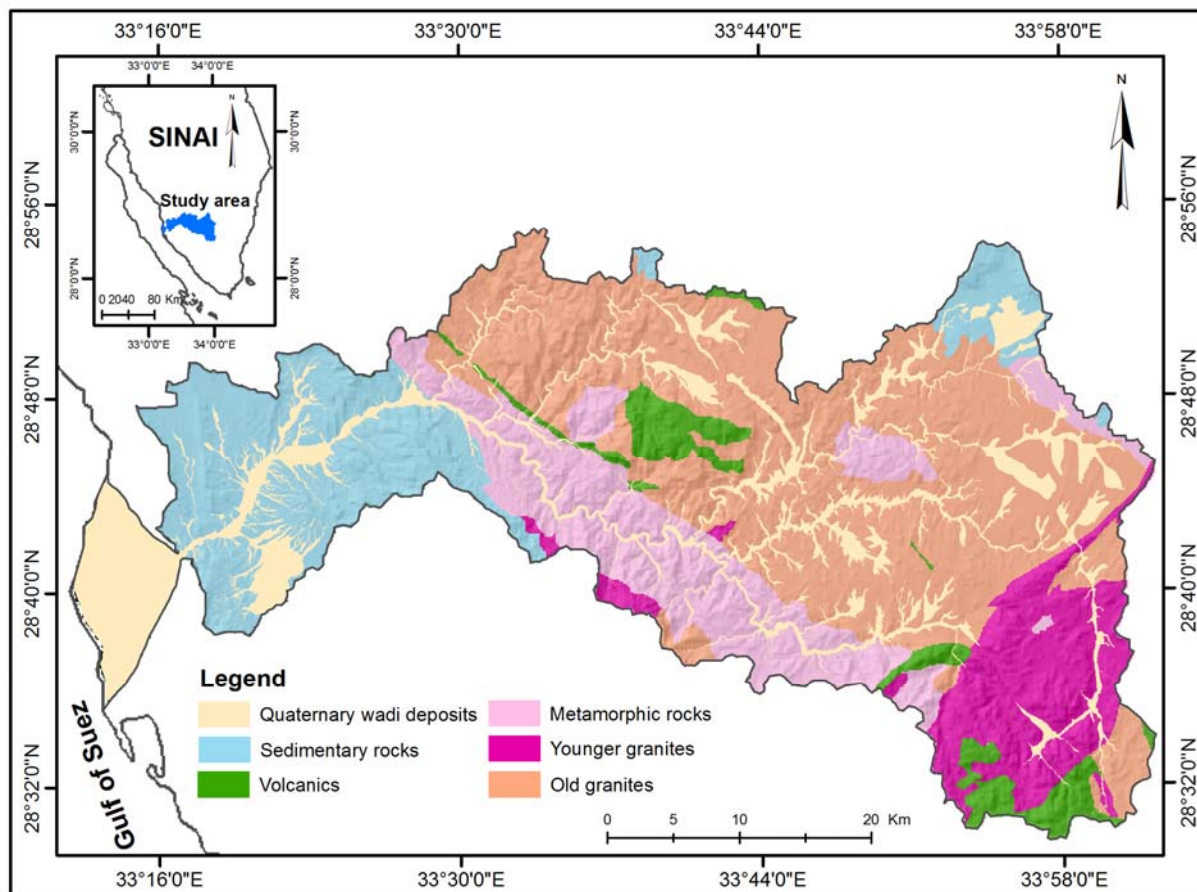 33°16'0"E 33°30'0"E 33°44'0"E 33°58'0"E
33°0'0"E 34°0'0"E
N
30°0'0"N 30°0'0"N
SINAI
Study area
28°0'0"N 28°0'0"N
0 20 40 80 Km
33°0'0"E 34°0'0"E
N
28°56'0"N 28°56'0"N
28°48'0"N 28°48'0"N
28°40'0"N 28°40'0"N
28°32'0"N 28°32'0"N
Gulf of Suez
Legend
Quaternary wadi deposits Metamorphic rocks
Sedimentary rocks Younger granites
Volcanics Old granites
0 5 10 20 Km
33°16'0"E 33°30'0"E 33°44'0"E 33°58'0"E